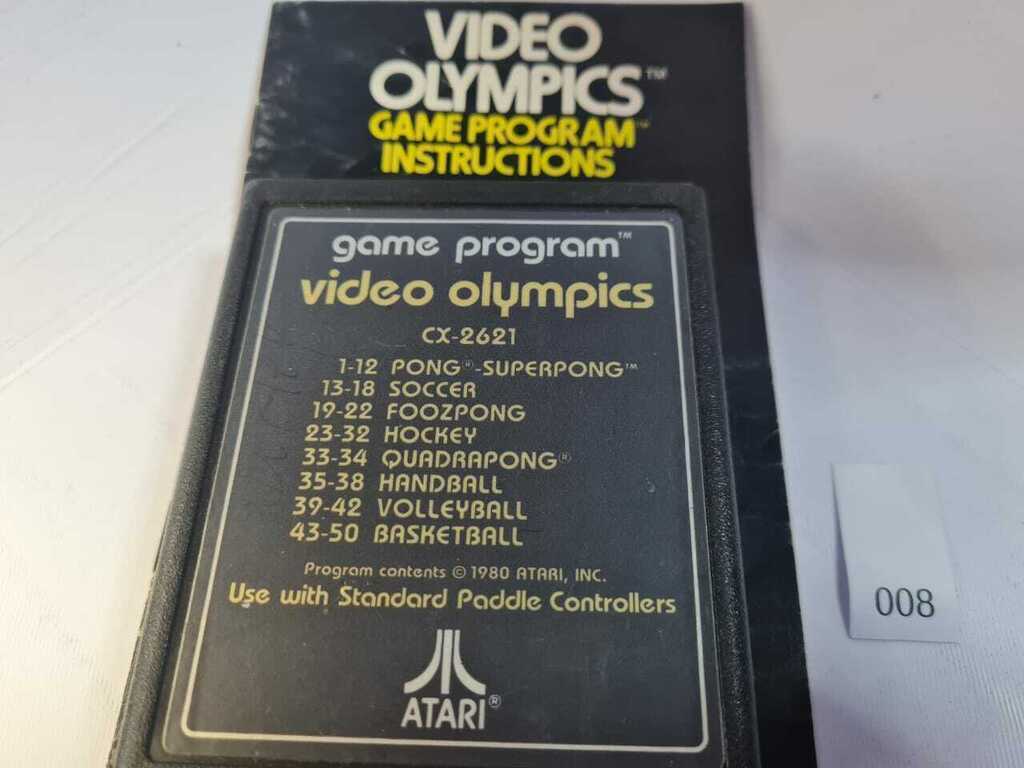 VIDEO
OLYMPICS™
GAME PROGRAM™
INSTRUCTIONS
game program™
video olympics
CX-2621
1-12 PONG®-SUPERPONG™
13-18 SOCCER
19-22 FOOZPONG
23-32 HOCKEY
33-34 QUADRAPONG®
35-38 HANDBALL
39-42 VOLLEYBALL
43-50 BASKETBALL
Program contents © 1980 ATARI, INC.
Use with Standard Paddle Controllers
ATARI®
008